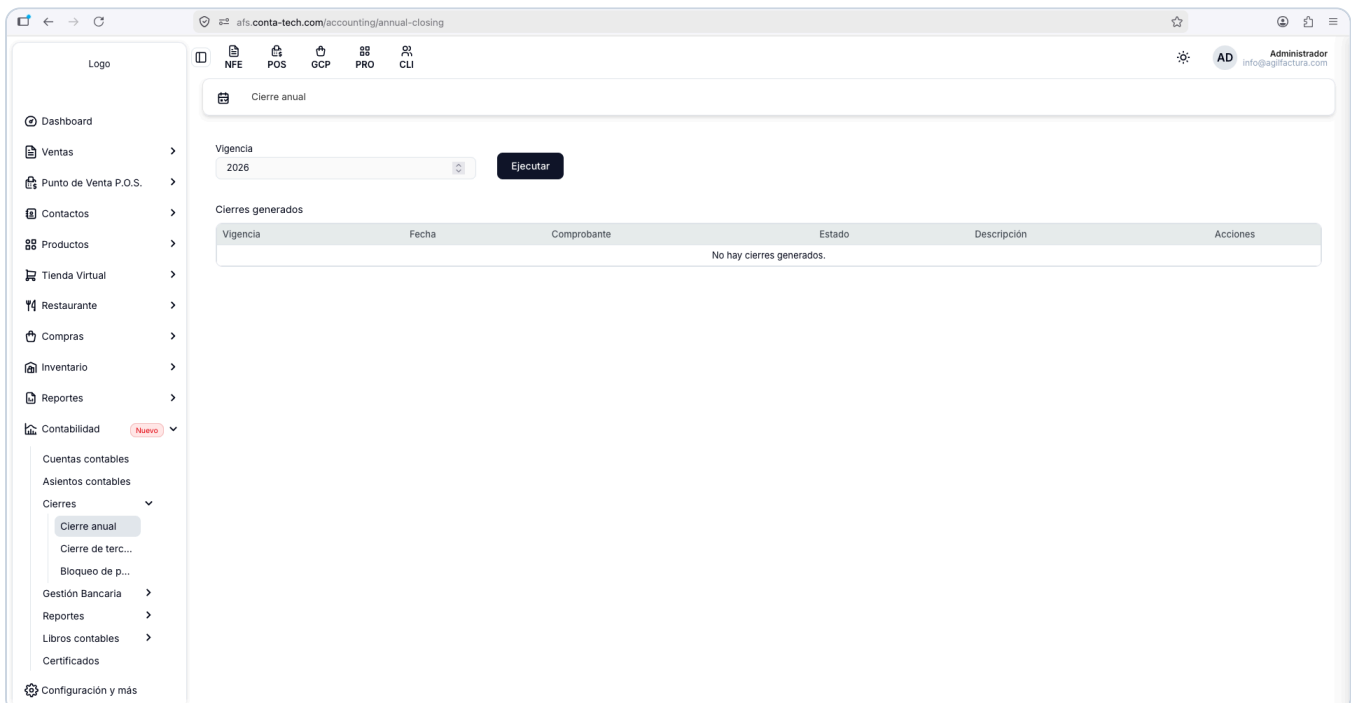 afs.conta-tech.com/accounting/annual-closing
Logo
NFE POS GCP PRO CLI
AD Administrador
info@agilfactura.com
Cierre anual
Dashboard
Ventas
Punto de Venta P.O.S.
Contactos
Productos
Tienda Virtual
Restaurante
Compras
Inventario
Reportes
Contabilidad Nuevo
Cuentas contables
Asientos contables
Cierres
Cierre anual
Cierre de terc...
Bloqueo de p...
Gestión Bancaria
Reportes
Libros contables
Certificados
Configuración y más
Vigencia
2026 Ejecutar
Cierres generados
Vigencia Fecha Comprobante Estado Descripción Acciones
No hay cierres generados.